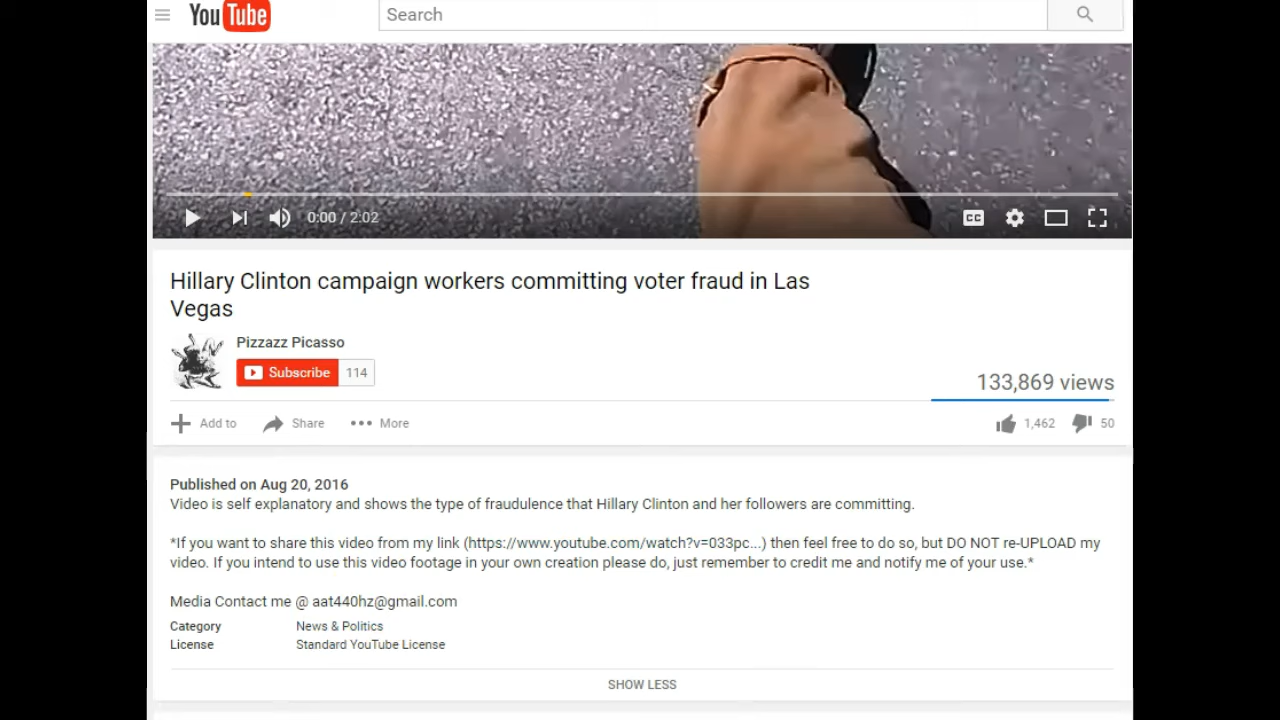 YouTube
Search
0:00 / 2:02
CC
Hillary Clinton campaign workers committing voter fraud in Las
Vegas
Pizzazz Picasso
Subscribe 114
133,869 views
Add to Share More
1,462 50
Published on Aug 20, 2016
Video is self explanatory and shows the type of fraudulence that Hillary Clinton and her followers are committing.
*If you want to share this video from my link (https://www.youtube.com/watch?v=033pc...) then feel free to do so, but DO NOT re-UPLOAD my
video. If you intend to use this video footage in your own creation please do, just remember to credit me and notify me of your use.*
Media Contact me @ aat440hz@gmail.com
Category News & Politics
License Standard YouTube License
SHOW LESS